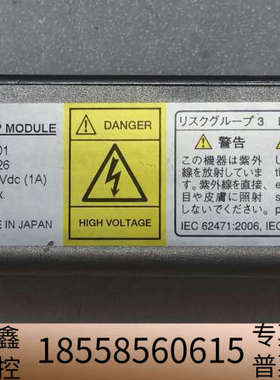 P MODULE
01
26
Vdc (1A)
x.
E IN JAPAN
DANGER
HIGH VOLTAGE
リスクグループ 3
警告
この機器は紫外
線を放射していま
す。紫外線を直接、
目や皮膚に照射
しないでください。
IEC 62471:2006, IEC
鑫
控
18558560615
专
普